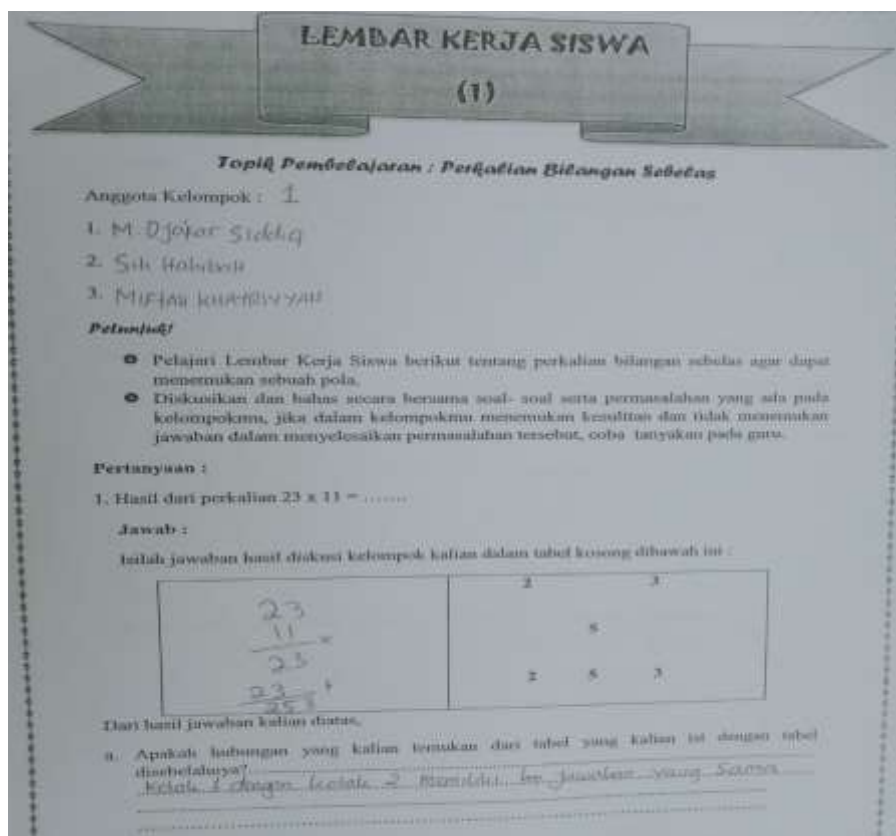 LEMBAR KERJA SISWA
(1)
Topik Pembelajaran : Perkalian Bilangan Sebelas
Anggota Kelompok : 1
1. M. Djafar Siddiq
2. Siti
3.
Petunjuk!
Pelajari Lembar Kerja Siswa berikut tentang perkalian bilangan sebelas agar dapat
menemukan sebuah pola.
Diskusikan dan bahas secara bersama soal- soal serta permasalahan yang ada pada
kelompokmu, jika dalam kelompokmu menemukan kesulitan dan tidak menemukan
jawaban dalam menyelesaikan permasalahan tersebut, coba tanyakan pada guru.
Pertanyaan :
1. Hasil dari perkalian 23 x 11 = .......
Jawab :
Isilah jawaban hasil diskusi kelompok kalian dalam tabel kosong dibawah ini :
23
11 ×
23
23 +
253
2 3
5
2 5 3
Dari hasil jawaban kalian diatas,
a. Apakah hubungan yang kalian temukan dari tabel yang kalian isi dengan tabel
disebelahnya?
Kotak 1 dengan kotak 2 memiliki jawaban yang sama